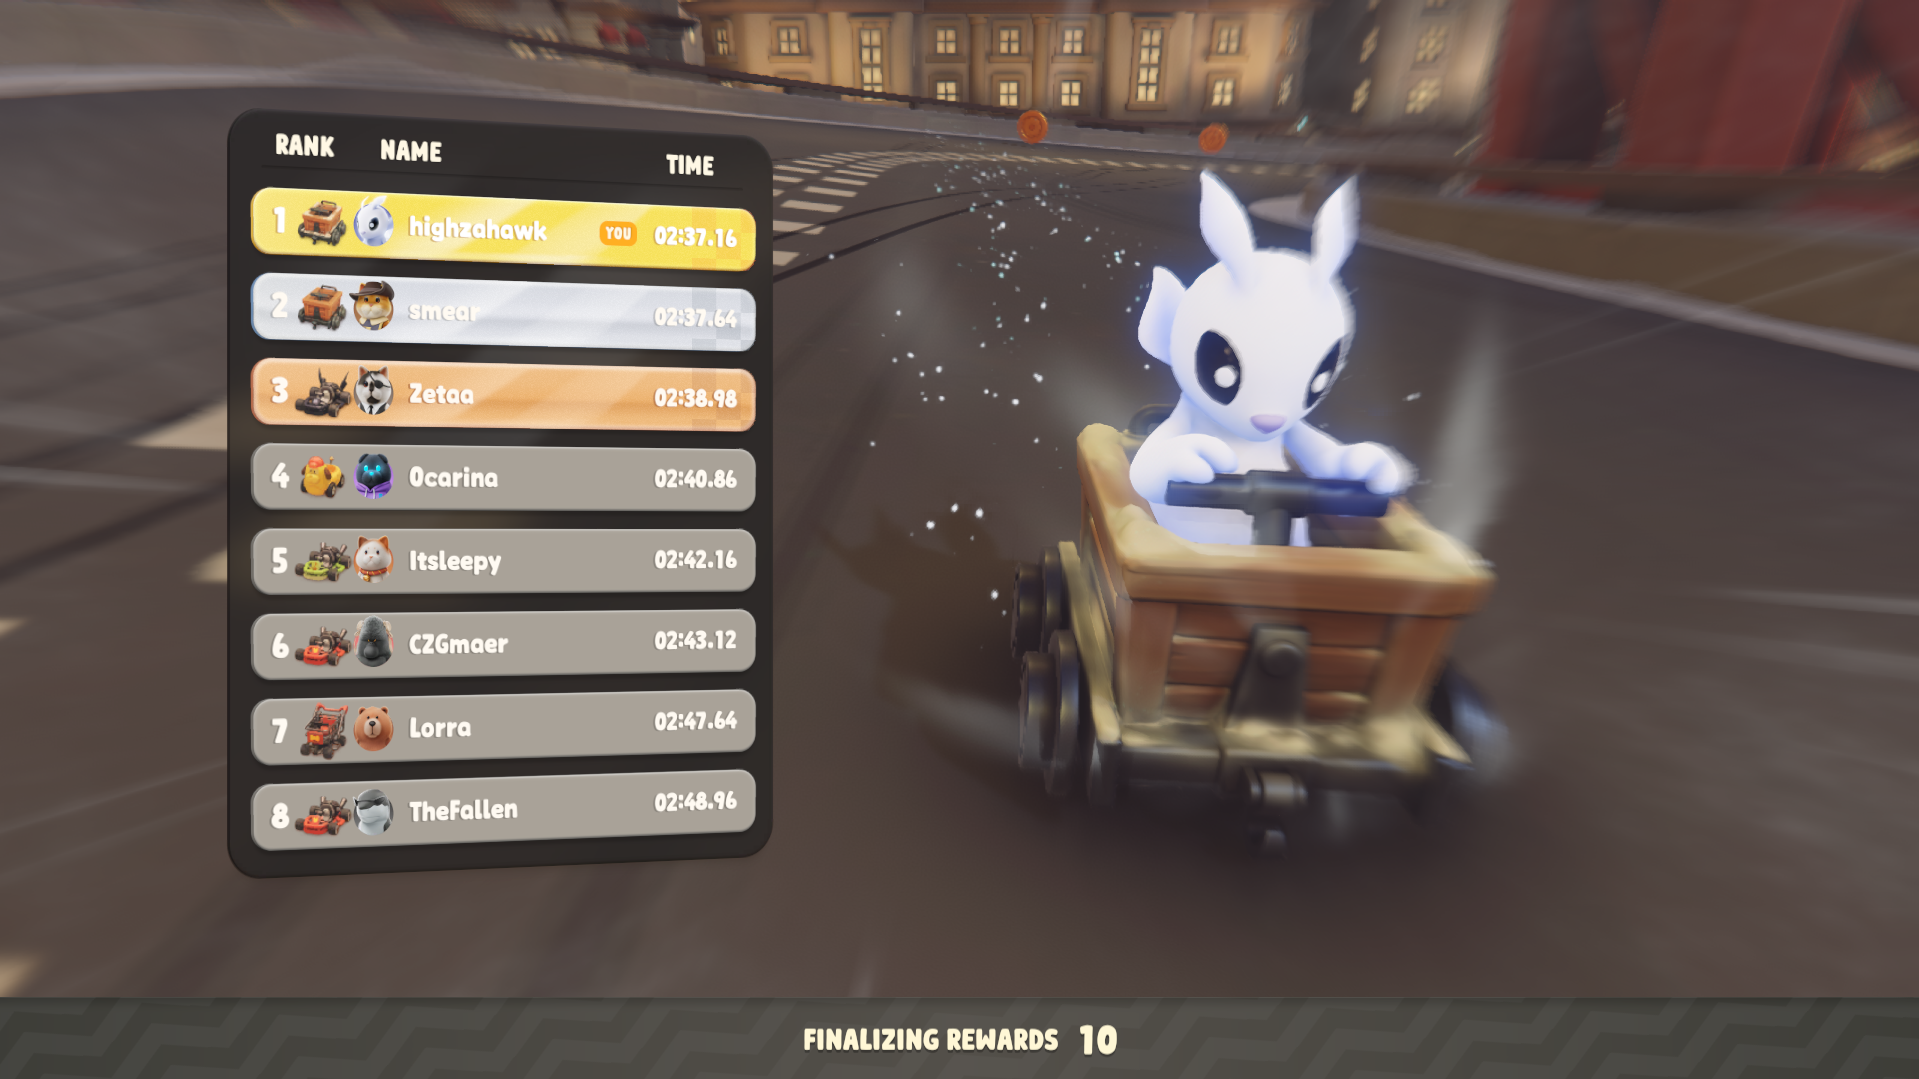 RANK NAME TIME
1 highzahawk YOU 02:37.16
2 smear 02:37.64
3 Zetaa 02:38.98
4 Ocarina 02:40.86
5 Itsleepy 02:42.16
6 CZGmaer 02:43.12
7 Lorra 02:47.64
8 TheFallen 02:48.96
FINALIZING REWARDS 10